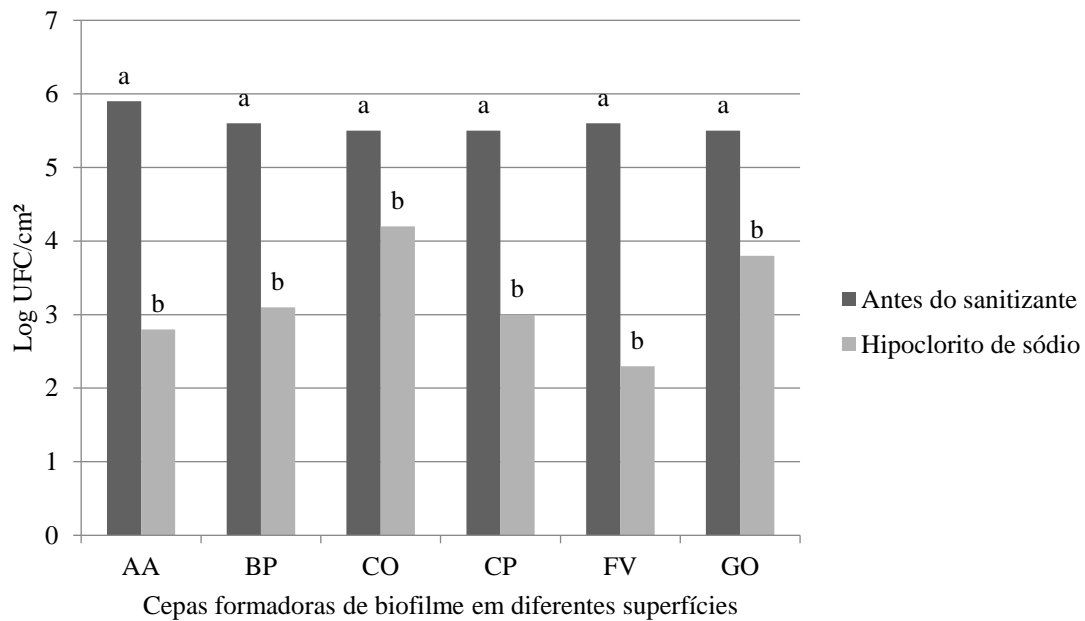 Log UFC/cm²
7
6
5
4
3
2
1
0
a
a
a
a
a
a
b
b
b
b
b
b
AA BP CO CP FV GO
Cepas formadoras de biofilme em diferentes superfícies
Antes do sanitizante
Hipoclorito de sódio